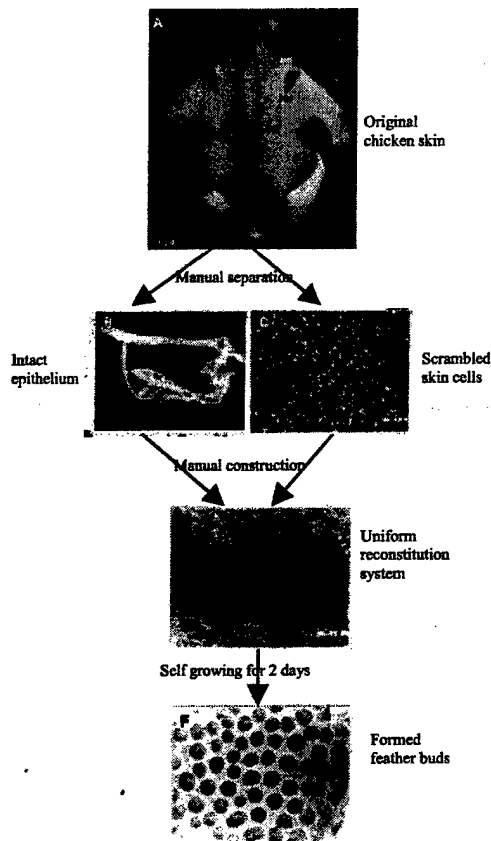 A
Original
chicken skin
Manual separation
B
Intact
epithelium
Scrambled
skin cells
Manual construction
Uniform
reconstitution
system
Self growing for 2 days
F
Formed
feather buds